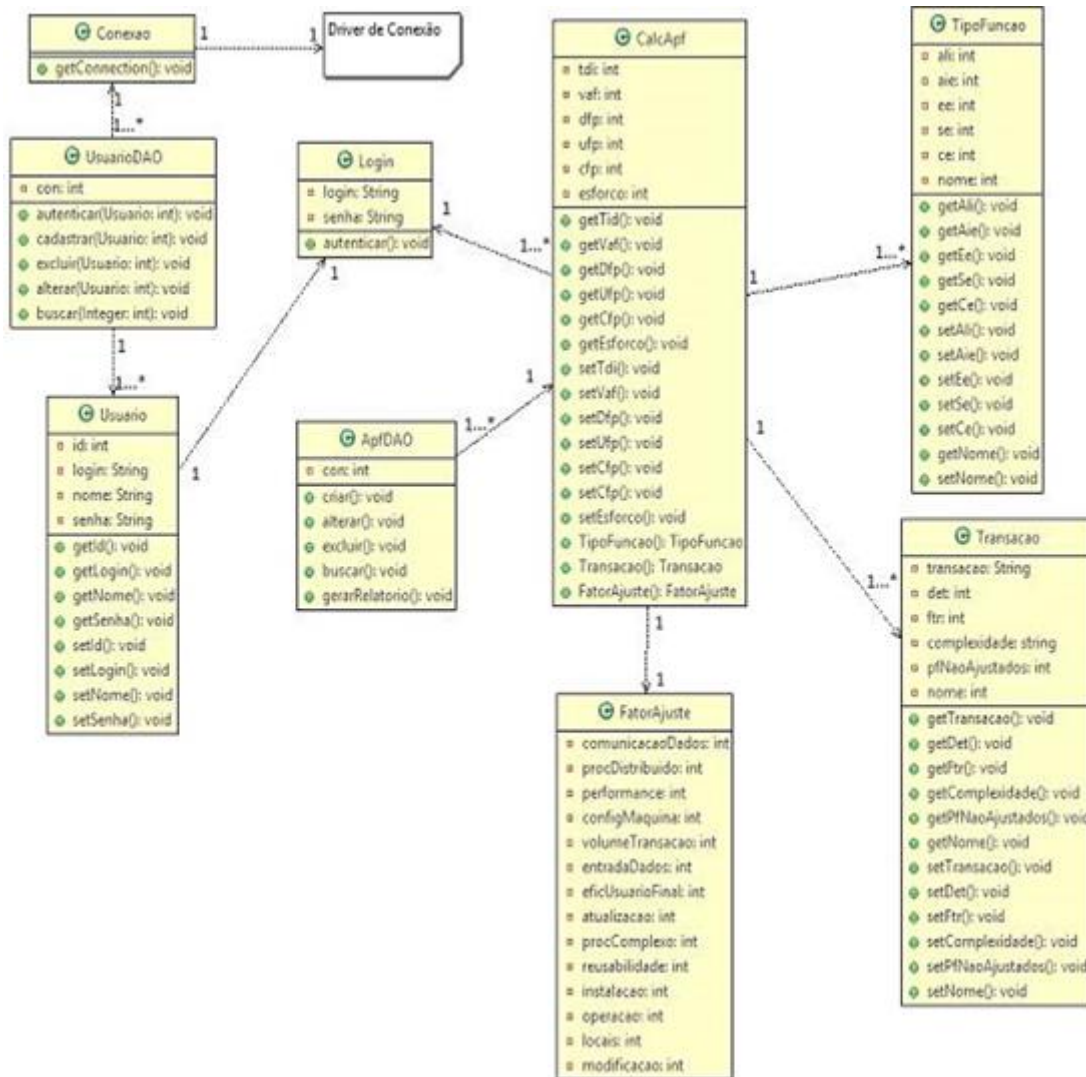 Conexao
getConnection(): void
1
1
Driver de Conexão
1
1...*
UsuarioDAO
con: int
autenticar(Usuario: int): void
cadastrar(Usuario: int): void
excluir(Usuario: int): void
alterar(Usuario: int): void
buscar(Integer: int): void
1
1...*
Usuario
id: int
login: String
nome: String
senha: String
getId(): void
getLogin(): void
getNome(): void
getSenha(): void
setId(): void
setLogin(): void
setNome(): void
setSenha(): void
1
1
Login
login: String
senha: String
autenticar(): void
1
1...*
ApfDAO
con: int
criar(): void
alterar(): void
excluir(): void
buscar(): void
gerarRelatorio(): void
1...*
1
CalcApf
tdi: int
vaf: int
dfp: int
ufp: int
cfp: int
esforco: int
getTid(): void
getVaf(): void
getDfp(): void
getUfp(): void
getCfp(): void
getEsforco(): void
setTdi(): void
setVaf(): void
setDfp(): void
setUfp(): void
setCfp(): void
setCfp(): void
setEsforco(): void
TipoFuncao(): TipoFuncao
Transacao(): Transacao
FatorAjuste(): FatorAjuste
1
1
FatorAjuste
comunicacaoDados: int
procDistribuido: int
performance: int
configMaquina: int
volumeTransacao: int
entradaDados: int
eficUsuarioFinal: int
atualizacao: int
procComplexo: int
reusabilidade: int
instalacao: int
operacao: int
locais: int
modificacao: int
1
1...*
TipoFuncao
ali: int
aie: int
ee: int
se: int
ce: int
nome: int
getAli(): void
getAie(): void
getEe(): void
getSe(): void
getCe(): void
setAli(): void
setAie(): void
setEe(): void
setSe(): void
setCe(): void
getNome(): void
setNome(): void
1
1...*
Transacao
transacao: String
det: int
ftr: int
complexidade: string
pfNaoAjustados: int
nome: int
getTransacao(): void
getDet(): void
getFtr(): void
getComplexidade(): void
getPfNaoAjustados(): void
getNome(): void
setTransacao(): void
setDet(): void
setFtr(): void
setComplexidade(): void
setPfNaoAjustados(): void
setNome(): void